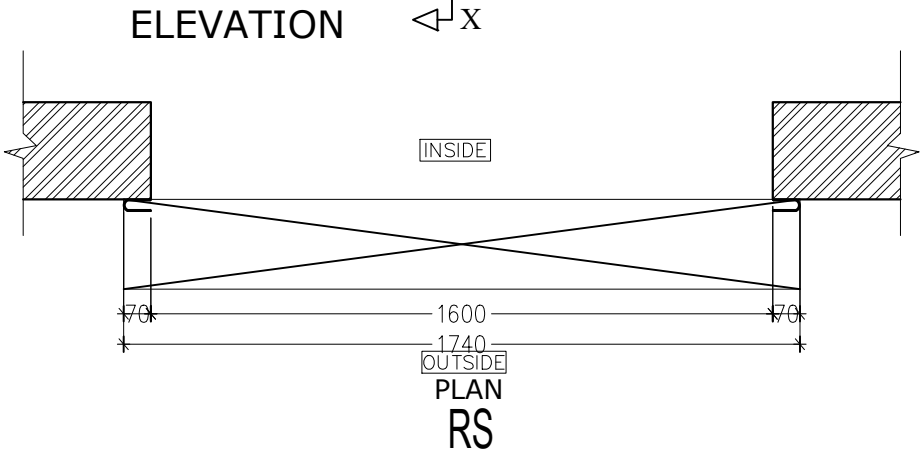 ELEVATION X
INSIDE
70 1600 70
1740
OUTSIDE
PLAN
RS